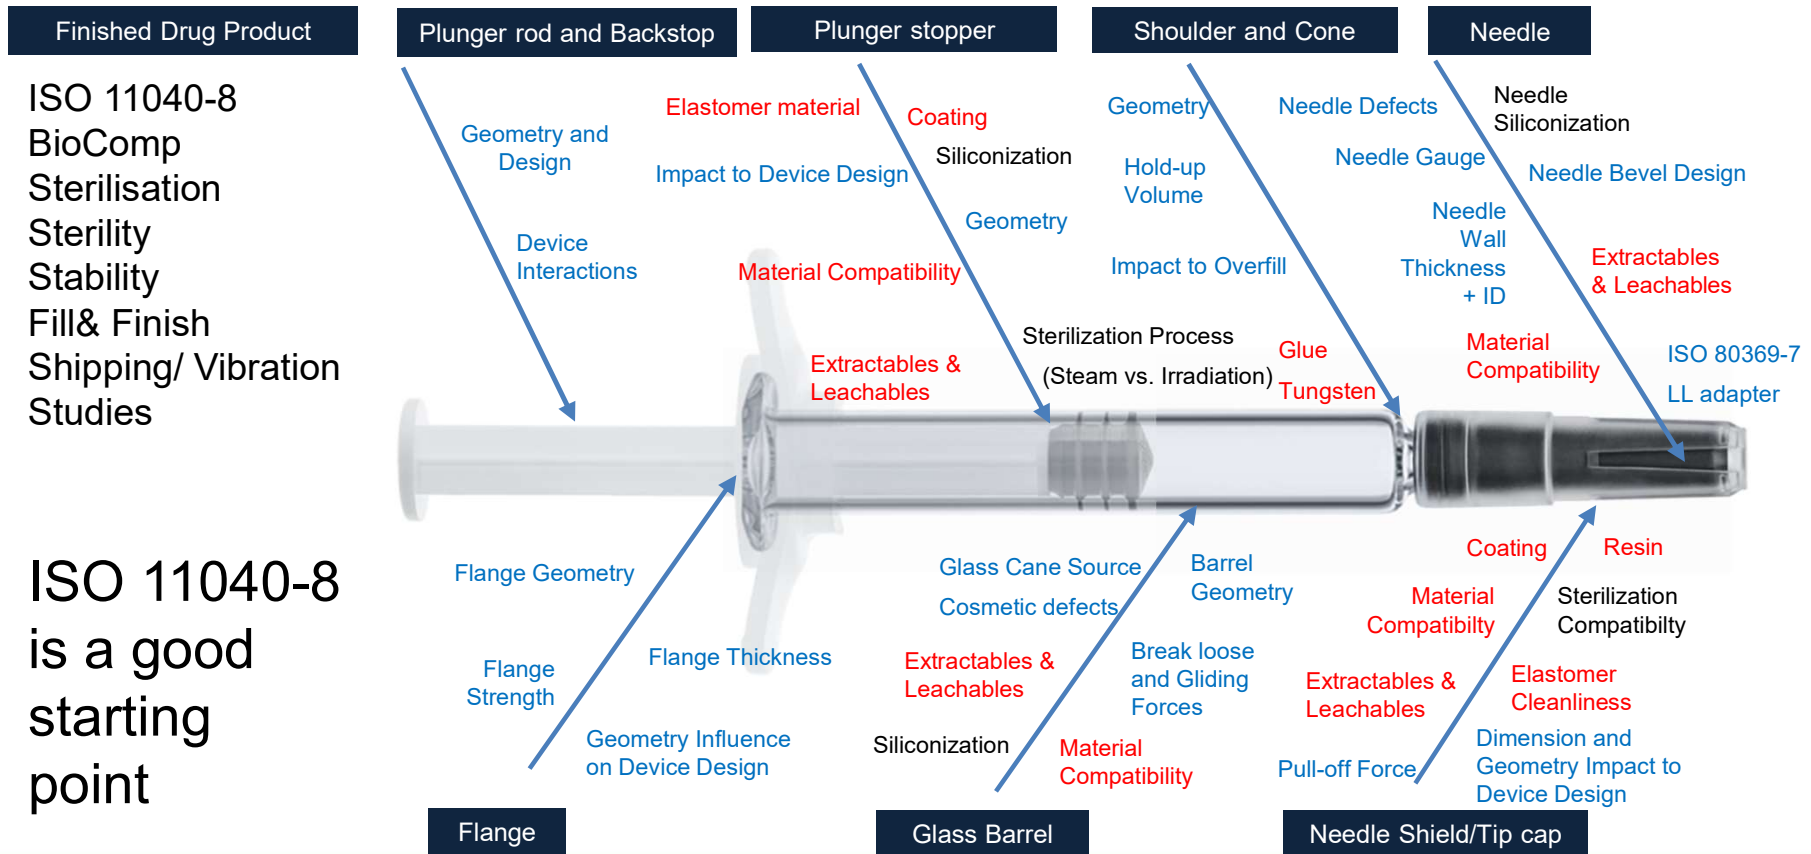 Finished Drug Product
ISO 11040-8
BioComp
Sterilisation
Sterility
Stability
Fill& Finish
Shipping/ Vibration
Studies
ISO 11040-8
is a good
starting
point
Plunger rod and Backstop
Geometry and
Design
Device
Interactions
Plunger stopper
Elastomer material
Impact to Device Design
Material Compatibility
Extractables &
Leachables
Coating
Siliconization
Geometry
Sterilization Process
(Steam vs. Irradiation)
Shoulder and Cone
Geometry
Hold-up
Volume
Impact to Overfill
Glue
Tungsten
Needle
Needle Defects
Needle Gauge
Needle
Wall
Thickness
+ ID
Material
Compatibility
Needle
Siliconization
Needle Bevel Design
Extractables
& Leachables
ISO 80369-7
LL adapter
Flange Geometry
Flange
Strength
Flange Thickness
Geometry Influence
on Device Design
Flange
Glass Cane Source
Cosmetic defects
Extractables &
Leachables
Siliconization
Barrel
Geometry
Break loose
and Gliding
Forces
Material
Compatibility
Glass Barrel
Coating
Resin
Material
Compatibilty
Sterilization
Compatibilty
Extractables &
Leachables
Elastomer
Cleanliness
Pull-off Force
Dimension and
Geometry Impact to
Device Design
Needle Shield/Tip cap